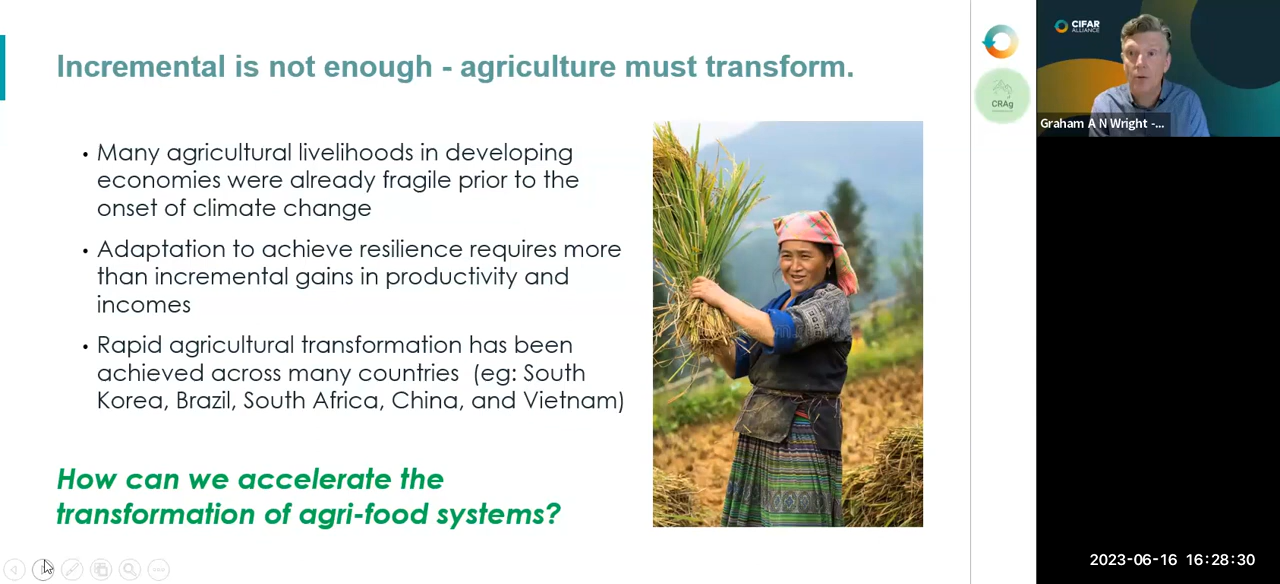 Incremental is not enough - agriculture must transform.
• Many agricultural livelihoods in developing
economies were already fragile prior to the
onset of climate change
• Adaptation to achieve resilience requires more
than incremental gains in productivity and
incomes
• Rapid agricultural transformation has been
achieved across many countries (eg: South
Korea, Brazil, South Africa, China, and Vietnam)
How can we accelerate the
transformation of agri-food systems?
CRAg
CIFAR
ALLIANCE
Graham A N Wright -...
2023-06-16 16:28:30